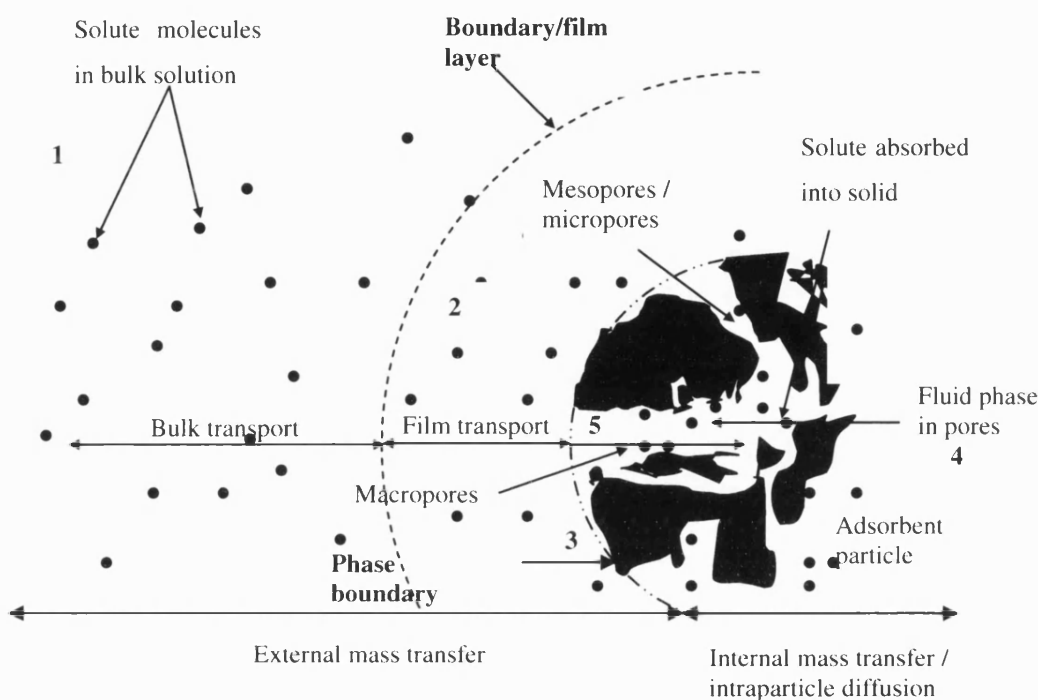 Solute molecules
in bulk solution
Boundary/film
layer
1
Solute absorbed
into solid
Mesopores /
micropores
2
Bulk transport
Film transport
5
Fluid phase
in pores
4
Macropores
3
Adsorbent
particle
Phase
boundary
External mass transfer
Internal mass transfer /
intraparticle diffusion